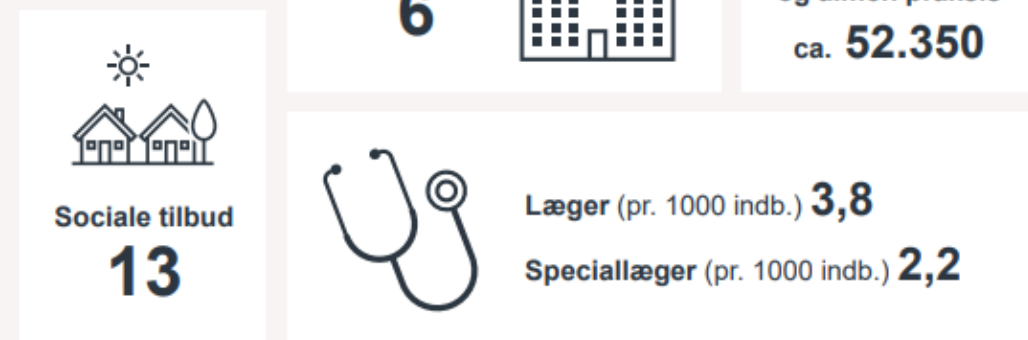 6
ca. 52.350
Sociale tilbud
13
Læger (pr. 1000 indb.) 3,8
Speciallæger (pr. 1000 indb.) 2,2